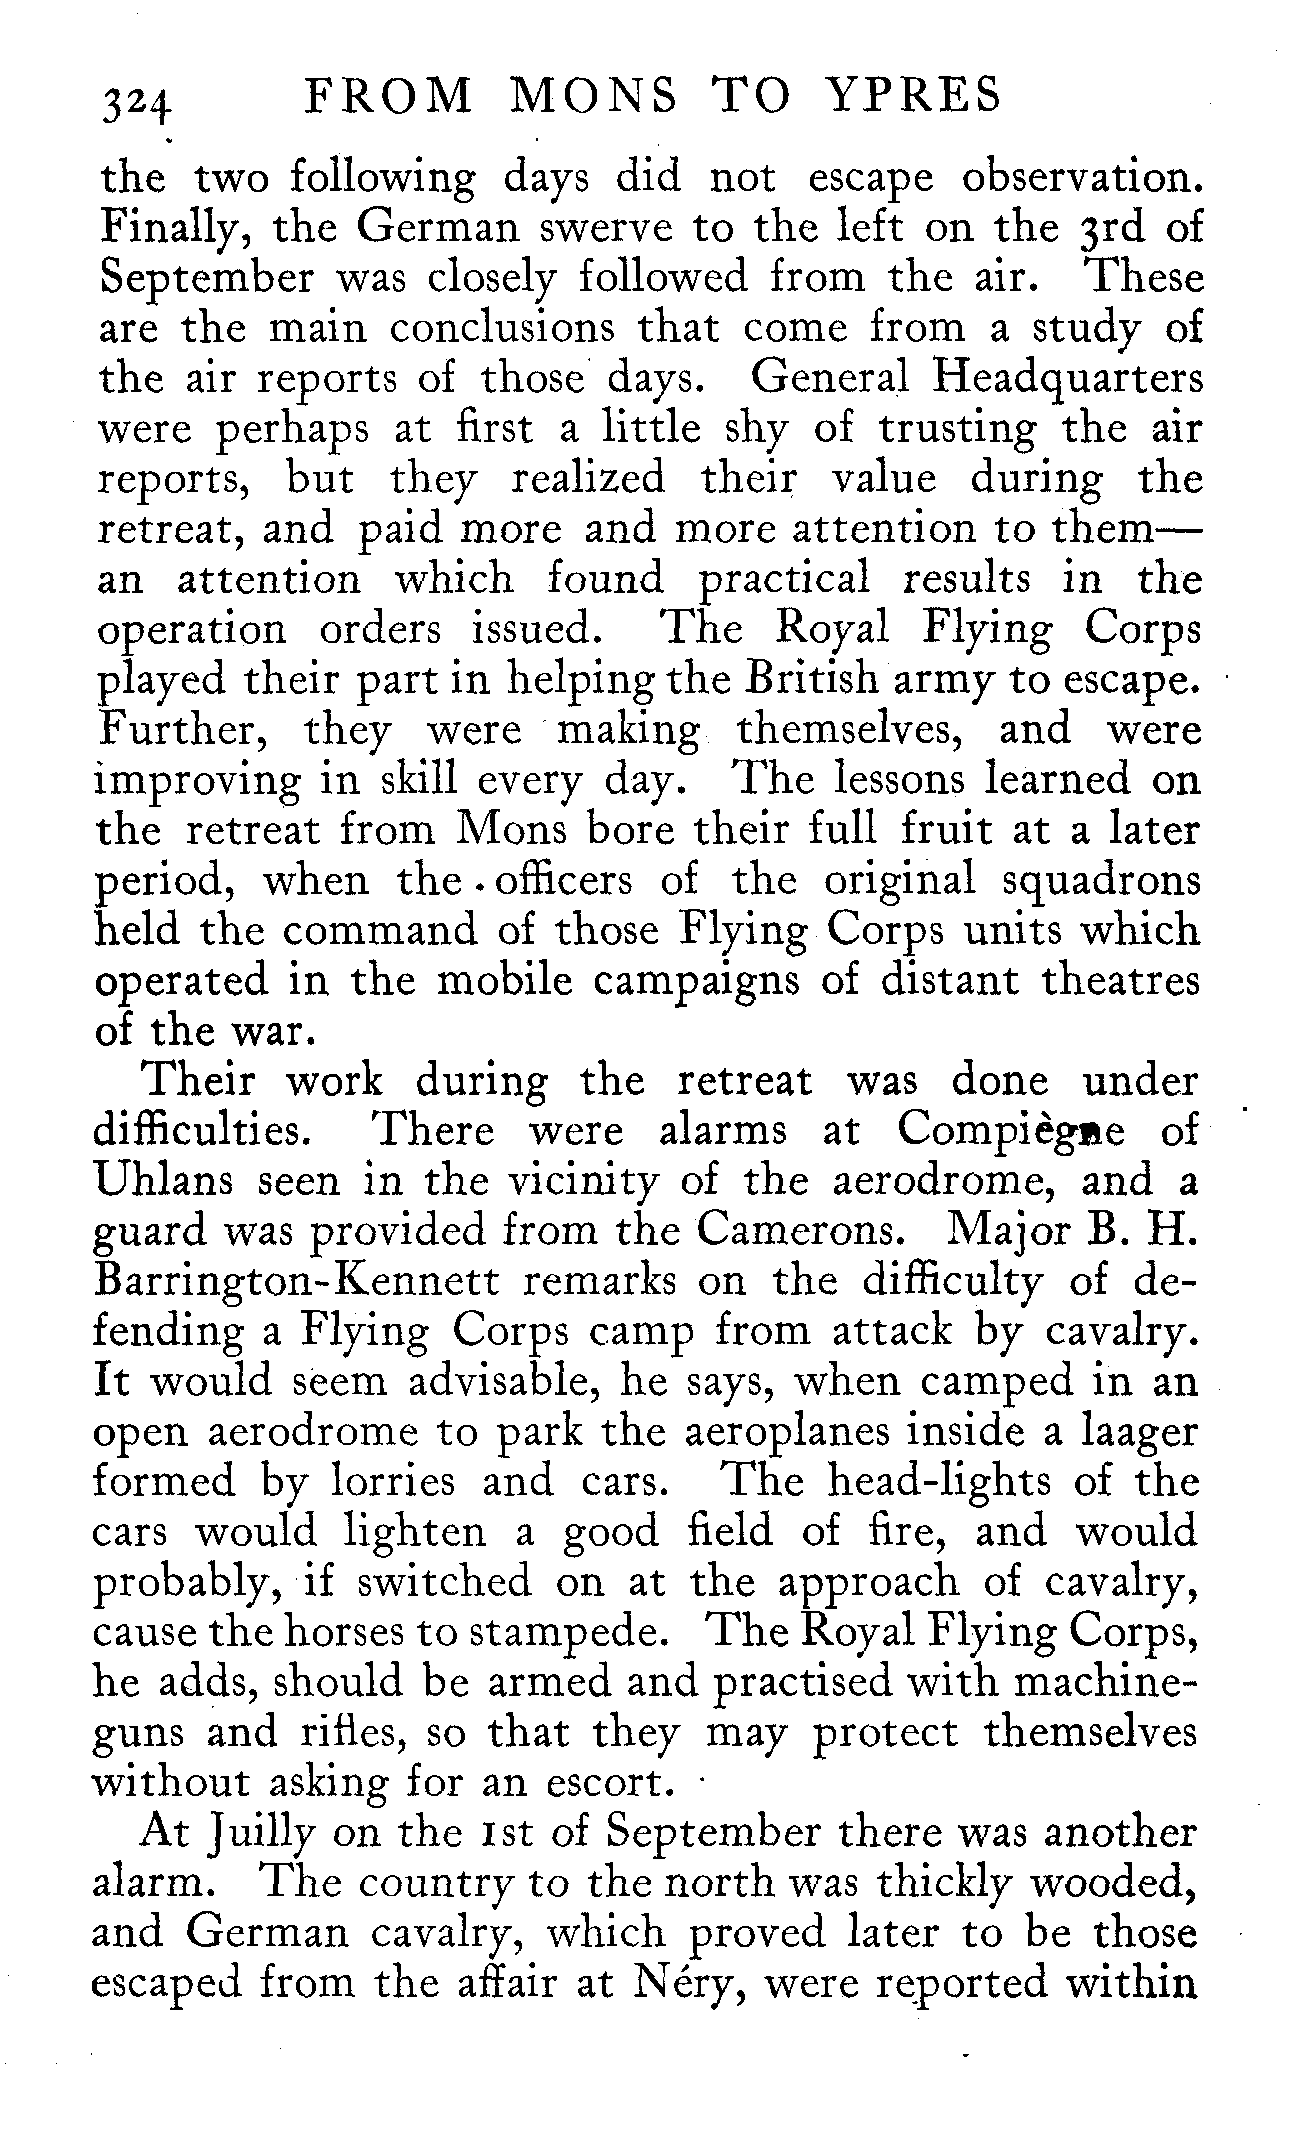 324 FROM MONS TO YPRES
the two following days did not escape observation.
Finally, the German swerve to the left on the 3rd of
September was closely followed from the air. These
are the main conclusions that come from a study of
the air reports of those days. General Headquarters
were perhaps at first a little shy of trusting the air
reports, but they realized their value during the
retreat, and paid more and more attention to them—
an attention which found practical results in the
operation orders issued. The Royal Flying Corps
played their part in helping the British army to escape.
Further, they were making themselves, and were
improving in skill every day. The lessons learned on
the retreat from Mons bore their full fruit at a later
period, when the officers of the original squadrons
held the command of those Flying Corps units which
operated in the mobile campaigns of distant theatres
of the war.
Their work during the retreat was done under
difficulties. There were alarms at Compiègne of
Uhlans seen in the vicinity of the aerodrome, and a
guard was provided from the Camerons. Major B. H.
Barrington-Kennett remarks on the difficulty of de-
fending a Flying Corps camp from attack by cavalry.
It would seem advisable, he says, when camped in an
open aerodrome to park the aeroplanes inside a laager
formed by lorries and cars. The head-lights of the
cars would lighten a good field of fire, and would
probably, if switched on at the approach of cavalry,
cause the horses to stampede. The Royal Flying Corps,
he adds, should be armed and practised with machine-
guns and rifles, so that they may protect themselves
without asking for an escort.
At Juilly on the 1st of September there was another
alarm. The country to the north was thickly wooded,
and German cavalry, which proved later to be those
escaped from the affair at Néry, were reported within